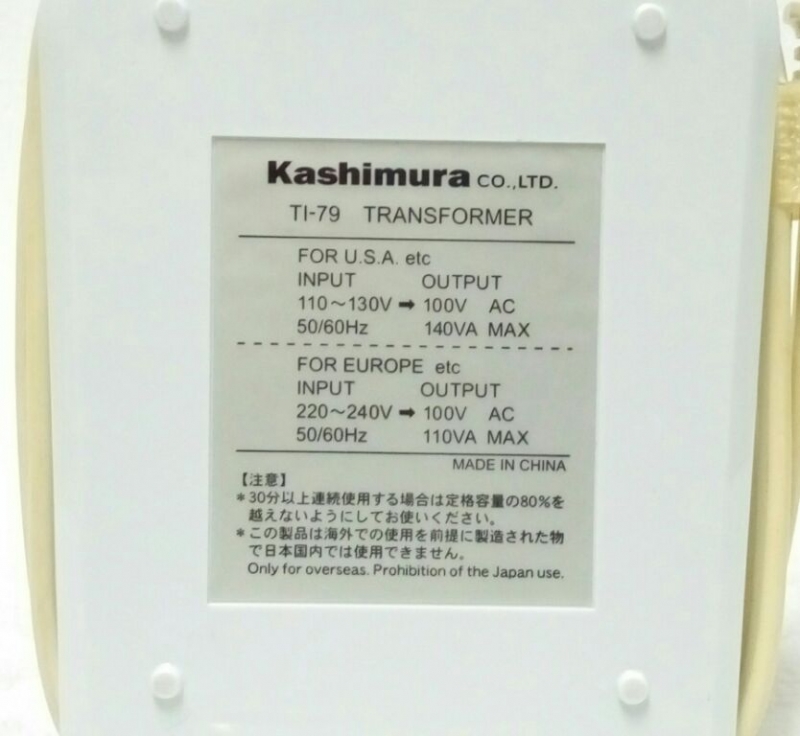 Kashimura CO.,LTD.
TI-79 TRANSFORMER
FOR U.S.A. etc
INPUT OUTPUT
110～130V ➡ 100V AC
50/60Hz 140VA MAX
FOR EUROPE etc
INPUT OUTPUT
220～240V ➡ 100V AC
50/60Hz 110VA MAX
MADE IN CHINA
【注意】
*30分以上連続使用する場合は定格容量の80%を
越えないようにしてお使いください。
*この製品は海外での使用を前提に製造された物
で日本国内では使用できません。
Only for overseas. Prohibition of the Japan use.